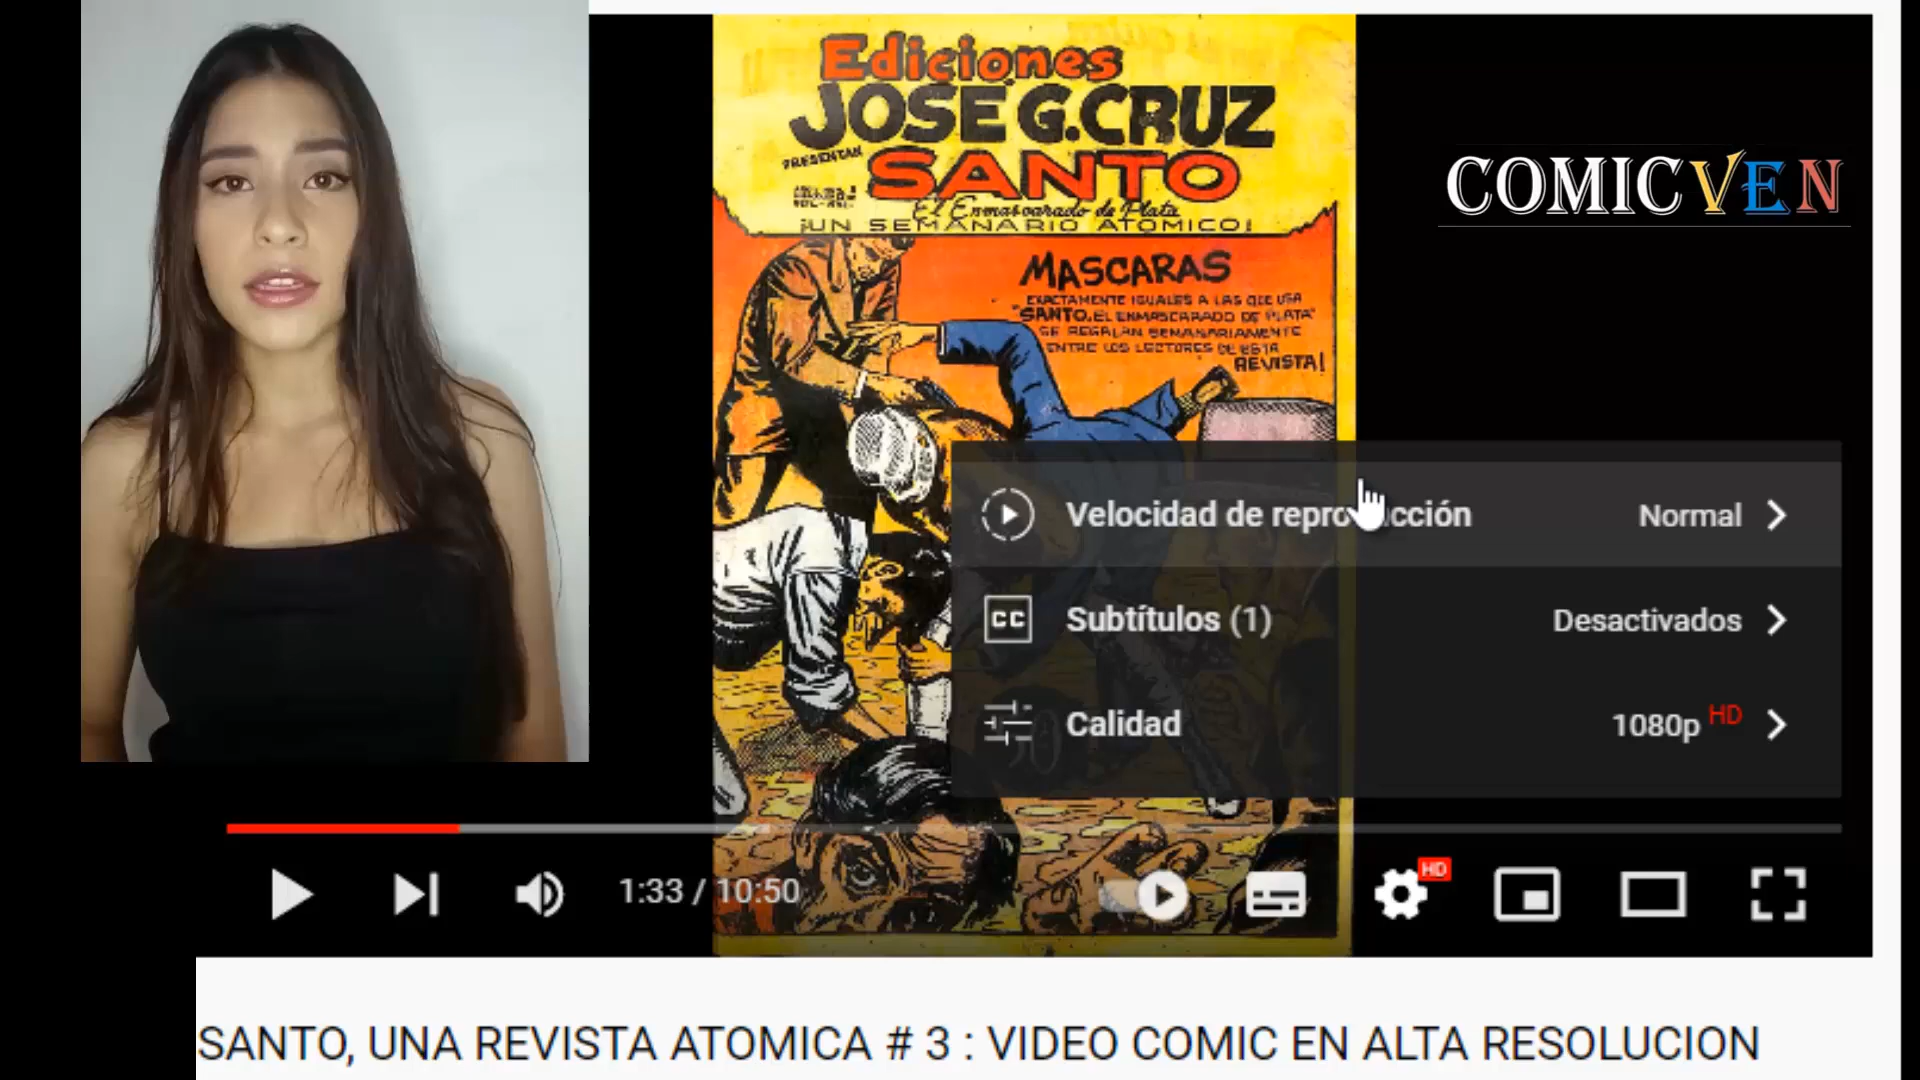 Ediciones
JOSE G. CRUZ
PRESENTAN
SANTO
El Enmascarado de Plata
¡UN SEMANARIO ATOMICO!
COMICVEN
MASCARAS
EXACTAMENTE IGUALES A LAS QUE USA
"SANTO, EL ENMASCARADO DE PLATA"
SE REGALAN SEMANARIAMENTE
ENTRE LOS LECTORES DE ESTA
REVISTA!
Velocidad de repro cción Normal
Subtítulos (1) Desactivados
CC
Calidad 1080p HD
1:33 / 10:50
HD
SANTO, UNA REVISTA ATOMICA # 3 : VIDEO COMIC EN ALTA RESOLUCION